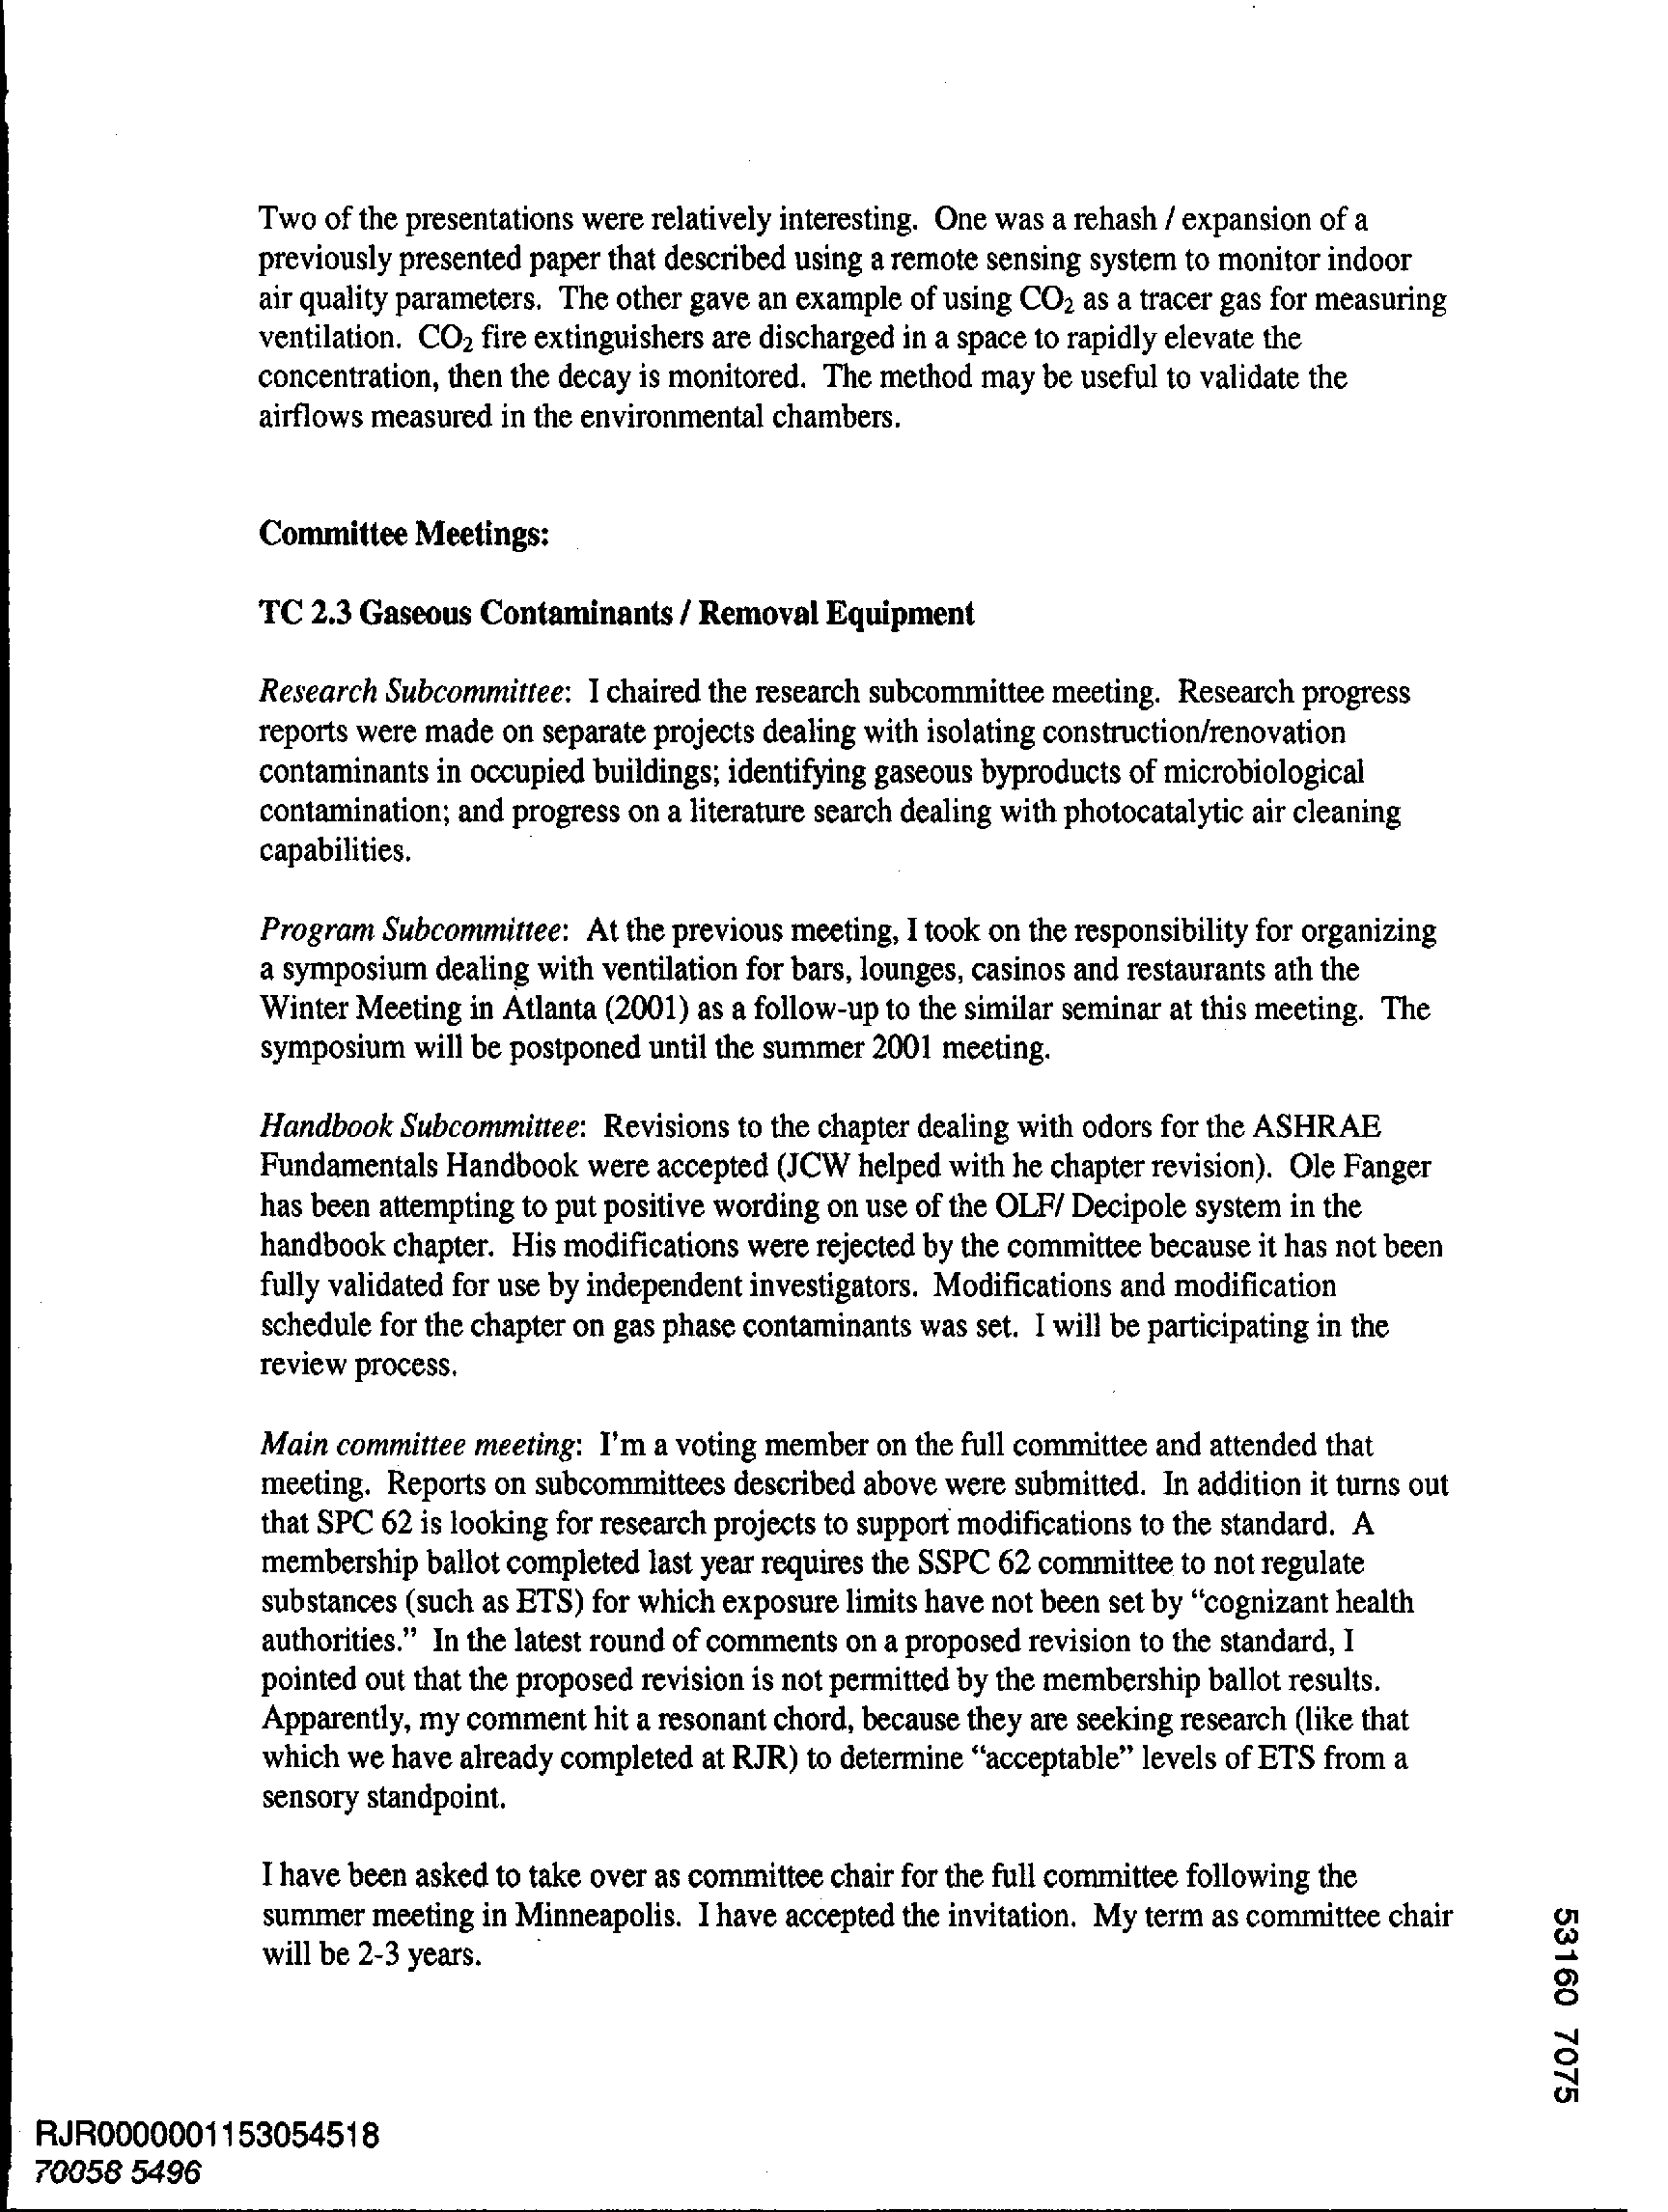 Two of the presentations were relatively interesting. One was a rehash / expansion of a
previously presented paper that described using a remote sensing system to monitor indoor
air quality parameters. The other gave an example of using CO₂ as a tracer gas for measuring
ventilation. CO₂ fire extinguishers are discharged in a space to rapidly elevate the
concentration, then the decay is monitored. The method may be useful to validate the
airflows measured in the environmental chambers.
Committee Meetings:
TC 2.3 Gaseous Contaminants / Removal Equipment
Research Subcommittee: I chaired the research subcommittee meeting. Research progress
reports were made on separate projects dealing with isolating construction/renovation
contaminants in occupied buildings; identifying gaseous byproducts of microbiological
contamination; and progress on a literature search dealing with photocatalytic air cleaning
capabilities.
Program Subcommittee: At the previous meeting, I took on the responsibility for organizing
a symposium dealing with ventilation for bars, lounges, casinos and restaurants ath the
Winter Meeting in Atlanta (2001) as a follow-up to the similar seminar at this meeting. The
symposium will be postponed until the summer 2001 meeting.
Handbook Subcommittee: Revisions to the chapter dealing with odors for the ASHRAE
Fundamentals Handbook were accepted (JCW helped with he chapter revision). Ole Fanger
has been attempting to put positive wording on use of the OLF/ Decipole system in the
handbook chapter. His modifications were rejected by the committee because it has not been
fully validated for use by independent investigators. Modifications and modification
schedule for the chapter on gas phase contaminants was set. I will be participating in the
review process.
Main committee meeting: I'm a voting member on the full committee and attended that
meeting. Reports on subcommittees described above were submitted. In addition it turns out
that SPC 62 is looking for research projects to support modifications to the standard. A
membership ballot completed last year requires the SSPC 62 committee to not regulate
substances (such as ETS) for which exposure limits have not been set by “cognizant health
authorities.” In the latest round of comments on a proposed revision to the standard, I
pointed out that the proposed revision is not permitted by the membership ballot results.
Apparently, my comment hit a resonant chord, because they are seeking research (like that
which we have already completed at RJR) to determine “acceptable” levels of ETS from a
sensory standpoint.
I have been asked to take over as committee chair for the full committee following the
summer meeting in Minneapolis. I have accepted the invitation. My term as committee chair
will be 2-3 years.
53160 7075
RJR0000001153054518
70058 5496